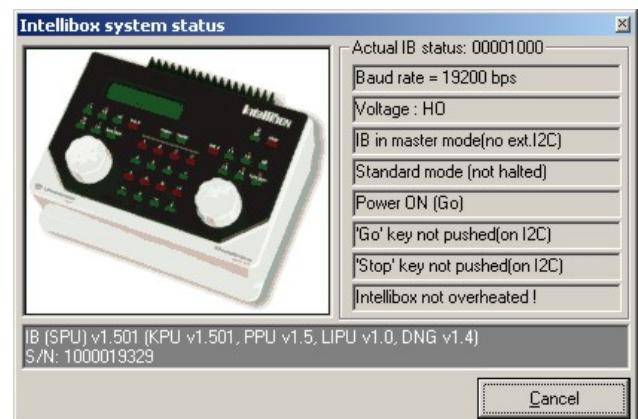 Intellibox system status
Intellibox
Actual IB status: 00001000
Baud rate = 19200 bps
Voltage : HO
IB in master mode(no ext.I2C)
Standard mode (not halted)
Power ON (Go)
'Go' key not pushed(on I2C)
'Stop' key not pushed(on I2C)
Intellibox not overheated !
IB (SPU) v1.501 (KPU v1.501, PPU v1.5, LIPU v1.0, DNG v1.4)
S/N: 1000019329
Cancel